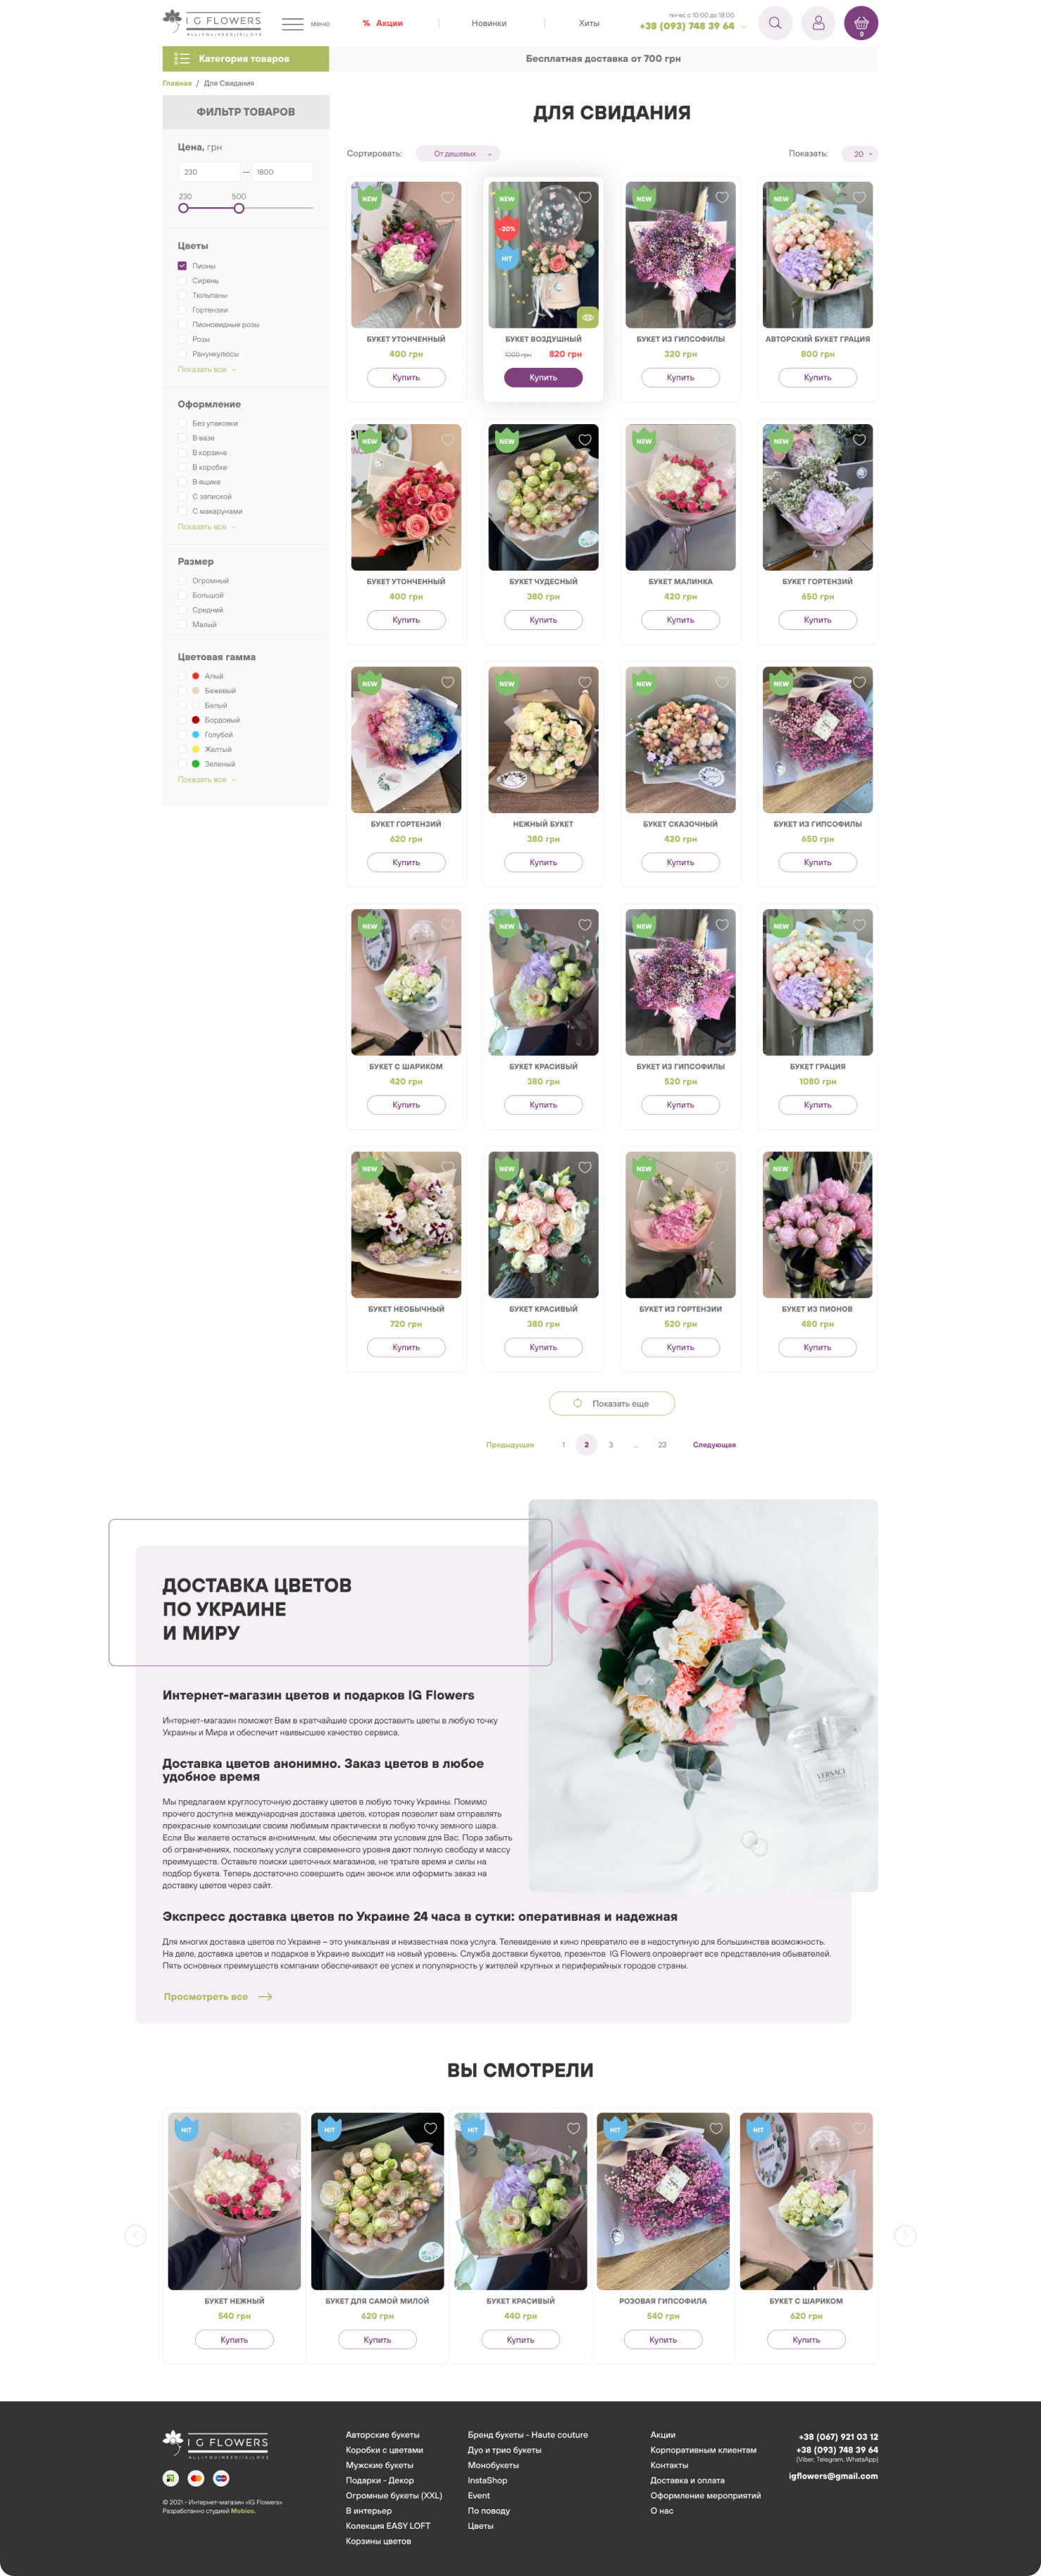 IG FLOWERS
ALL|YOU|NEED|IS|LOVE
меню
% Акции
Новинки
Хиты
пн-вс с 10:00 до 18:00
+38 (093) 748 39 64
0
Категория товаров
Бесплатная доставка от 700 грн
Главная / Для Свидания
ФИЛЬТР ТОВАРОВ
Цена, грн
230 — 1800
230 500
Цветы
Пионы
Сирень
Тюльпаны
Гортензии
Пионовидные розы
Розы
Ранункулюсы
Показать все
Оформление
Без упаковки
В вазе
В корзине
В коробке
В ящике
С запиской
С макарунами
Показать все
Размер
Огромный
Большой
Средний
Малый
Цветовая гамма
Алый
Бежевый
Белый
Бордовый
Голубой
Желтый
Зеленый
Показать все
ДЛЯ СВИДАНИЯ
Сортировать: От дешевых
Показать: 20
NEW
БУКЕТ УТОНЧЕННЫЙ
400 грн
Купить
NEW
-20%
HIT
БУКЕТ ВОЗДУШНЫЙ
1000 грн 820 грн
Купить
NEW
БУКЕТ ИЗ ГИПСОФИЛЫ
320 грн
Купить
NEW
АВТОРСКИЙ БУКЕТ ГРАЦИЯ
800 грн
Купить
NEW
БУКЕТ УТОНЧЕННЫЙ
400 грн
Купить
NEW
БУКЕТ ЧУДЕСНЫЙ
380 грн
Купить
NEW
БУКЕТ МАЛИНКА
420 грн
Купить
NEW
БУКЕТ ГОРТЕНЗИЙ
650 грн
Купить
NEW
БУКЕТ ГОРТЕНЗИЙ
620 грн
Купить
NEW
НЕЖНЫЙ БУКЕТ
380 грн
Купить
NEW
БУКЕТ СКАЗОЧНЫЙ
420 грн
Купить
NEW
БУКЕТ ИЗ ГИПСОФИЛЫ
650 грн
Купить
NEW
БУКЕТ С ШАРИКОМ
420 грн
Купить
NEW
БУКЕТ КРАСИВЫЙ
380 грн
Купить
NEW
БУКЕТ ИЗ ГИПСОФИЛЫ
520 грн
Купить
NEW
БУКЕТ ГРАЦИЯ
1080 грн
Купить
NEW
БУКЕТ НЕОБЫЧНЫЙ
720 грн
Купить
NEW
БУКЕТ КРАСИВЫЙ
380 грн
Купить
NEW
БУКЕТ ИЗ ГОРТЕНЗИИ
520 грн
Купить
NEW
БУКЕТ ИЗ ПИОНОВ
480 грн
Купить
Показать еще
Предыдущая 1 2 3 ... 23 Следующая
ДОСТАВКА ЦВЕТОВ
ПО УКРАИНЕ
И МИРУ
VERSACE
Интернет-магазин цветов и подарков IG Flowers
Интернет-магазин поможет Вам в кратчайшие сроки доставить цветы в любую точку
Украины и Мира и обеспечит наивысшее качество сервиса.
Доставка цветов анонимно. Заказ цветов в любое
удобное время
Мы предлагаем круглосуточную доставку цветов в любую точку Украины. Помимо
прочего доступна международная доставка цветов, которая позволит вам отправлять
прекрасные композиции своим любимым практически в любую точку земного шара.
Если Вы желаете остаться анонимным, мы обеспечим эти условия для Вас. Пора забыть
об ограничениях, поскольку услуги современного уровня дают полную свободу и массу
преимуществ. Оставьте поиски цветочных магазинов, не тратьте время и силы на
подбор букета. Теперь достаточно совершить один звонок или оформить заказ на
доставку цветов через сайт.
Экспресс доставка цветов по Украине 24 часа в сутки: оперативная и надежная
Для многих доставка цветов по Украине – это уникальная и неизвестная пока услуга. Телевидение и кино превратило ее в недоступную для большинства возможность.
На деле, доставка цветов и подарков в Украине выходит на новый уровень. Служба доставки букетов, презентов IG Flowers опровергает все представления обывателей.
Пять основных преимуществ компании обеспечивают ее успех и популярность у жителей крупных и периферийных городов страны.
Просмотреть все
ВЫ СМОТРЕЛИ
HIT
БУКЕТ НЕЖНЫЙ
540 грн
Купить
HIT
БУКЕТ ДЛЯ САМОЙ МИЛОЙ
620 грн
Купить
HIT
БУКЕТ КРАСИВЫЙ
440 грн
Купить
HIT
РОЗОВАЯ ГИПСОФИЛА
540 грн
Купить
HIT
БУКЕТ С ШАРИКОМ
620 грн
Купить
IG FLOWERS
ALL|YOU|NEED|IS|LOVE
© 2021 - Интернет-магазин «IG Flowers»
Разработанно студией Mobios.
Авторские букеты
Коробки с цветами
Мужские букеты
Подарки - Декор
Огромные букеты (XXL)
В интерьер
Колекция EASY LOFT
Корзины цветов
Бренд букеты - Haute couture
Дуо и трио букеты
Монобукеты
InstaShop
Event
По поводу
Цветы
Акции
Корпоративным клиентам
Контакты
Доставка и оплата
Оформление мероприятий
О нас
+38 (067) 921 03 12
+38 (093) 748 39 64
(Viber, Telegram, WhatsApp)
igflowers@gmail.com